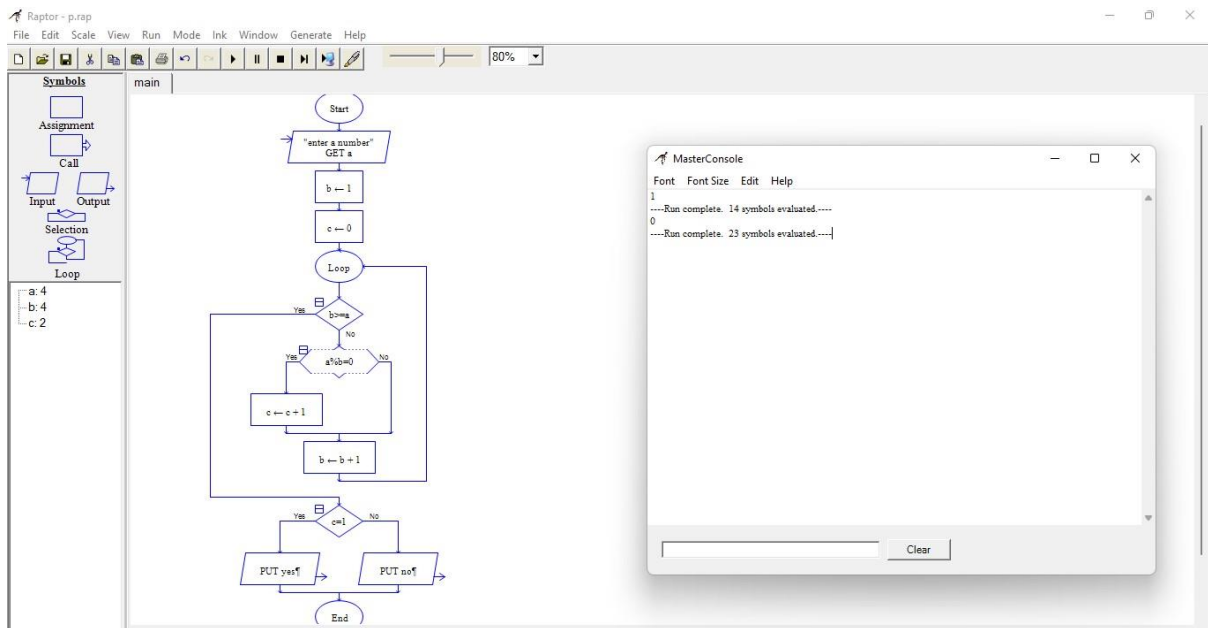 Raptor - p.rap
File Edit Scale View Run Mode Ink Window Generate Help
80%
Symbols
main
Assignment
Call
Input Output
Selection
Loop
a: 4
b: 4
c: 2
Start
"enter a number"
GET a
b ← 1
c ← 0
Loop
Yes b>=a
No
Yes a%b=0 No
c ← c + 1
b ← b + 1
Yes c=1 No
PUT yes¶ PUT no¶
End
MasterConsole
Font Font Size Edit Help
1
----Run complete. 14 symbols evaluated.----
0
----Run complete. 23 symbols evaluated.----
Clear